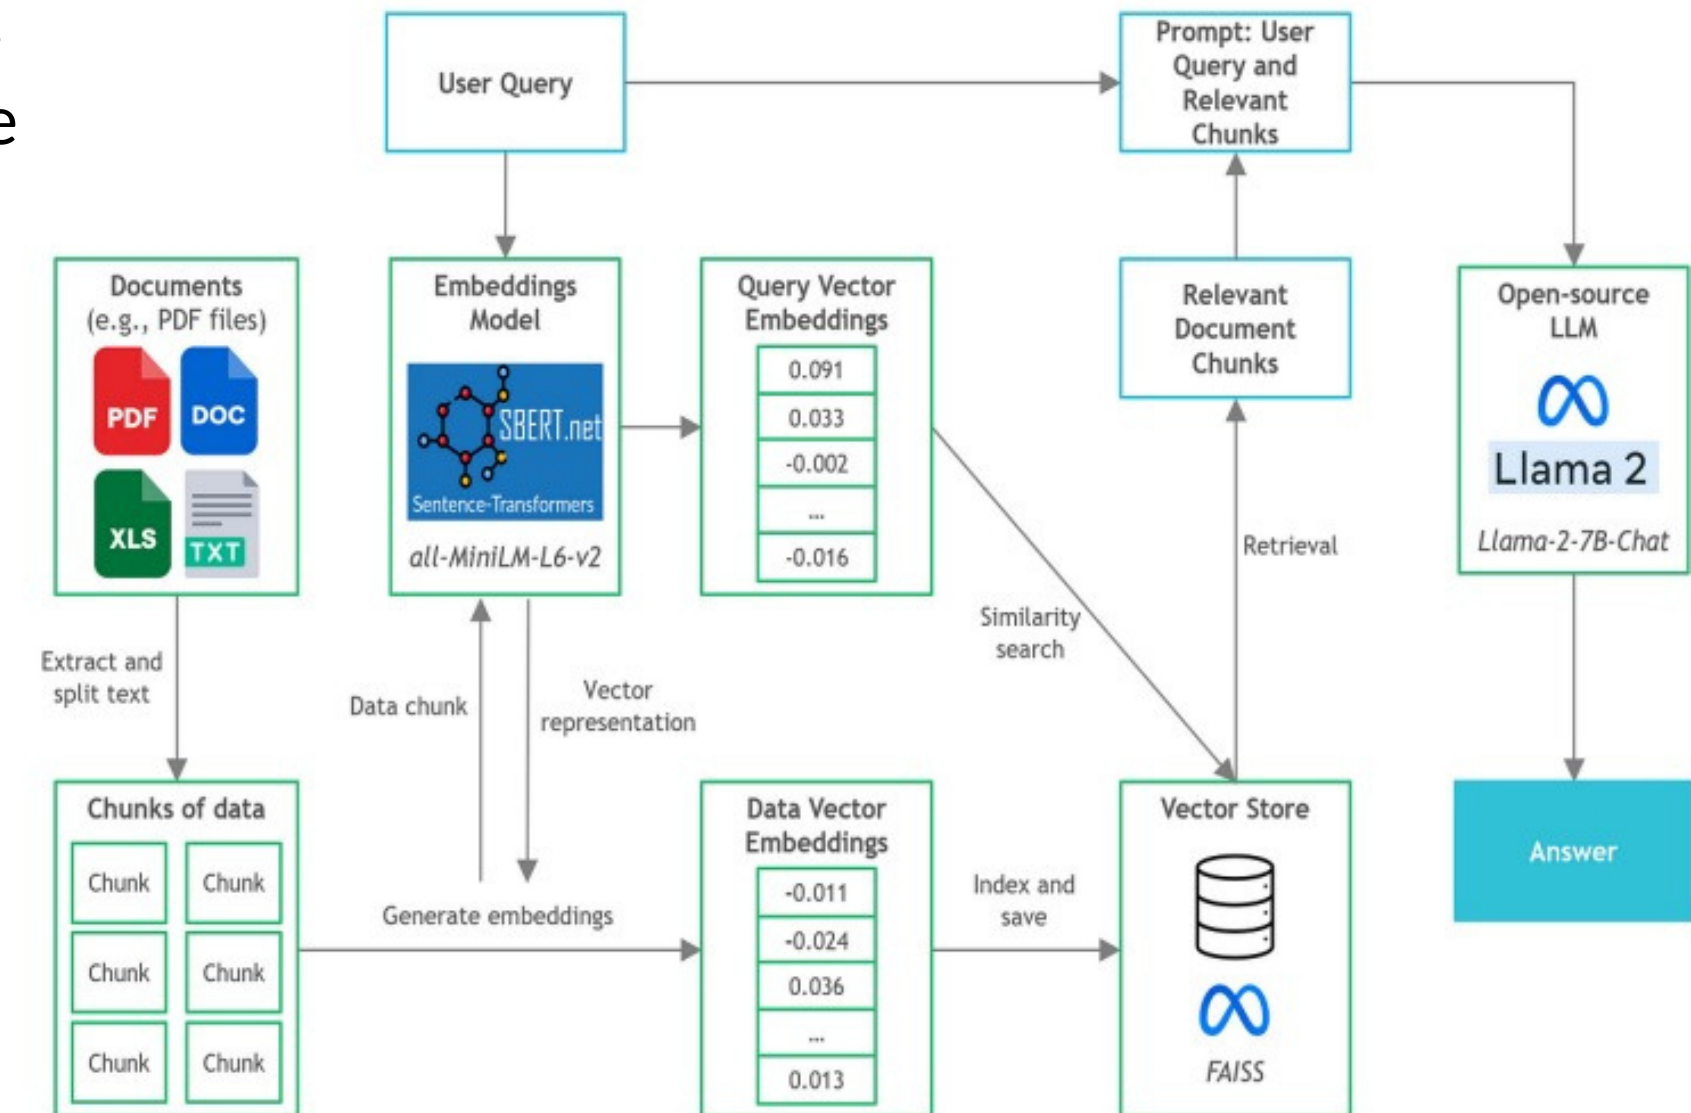 e
User Query
Prompt: User
Query and
Relevant
Chunks
Documents
(e.g., PDF files)
PDF
DOC
XLS
TXT
Embeddings
Model
SBERT.net
Sentence-Transformers
all-MiniLM-L6-v2
Query Vector
Embeddings
0.091
0.033
-0.002
...
-0.016
Relevant
Document
Chunks
Open-source
LLM
Llama 2
Llama-2-7B-Chat
Extract and
split text
Data chunk
Vector
representation
Similarity
search
Retrieval
Chunks of data
Chunk
Chunk
Chunk
Chunk
Chunk
Chunk
Generate embeddings
Data Vector
Embeddings
-0.011
-0.024
0.036
...
0.013
Index and
save
Vector Store
FAISS
Answer